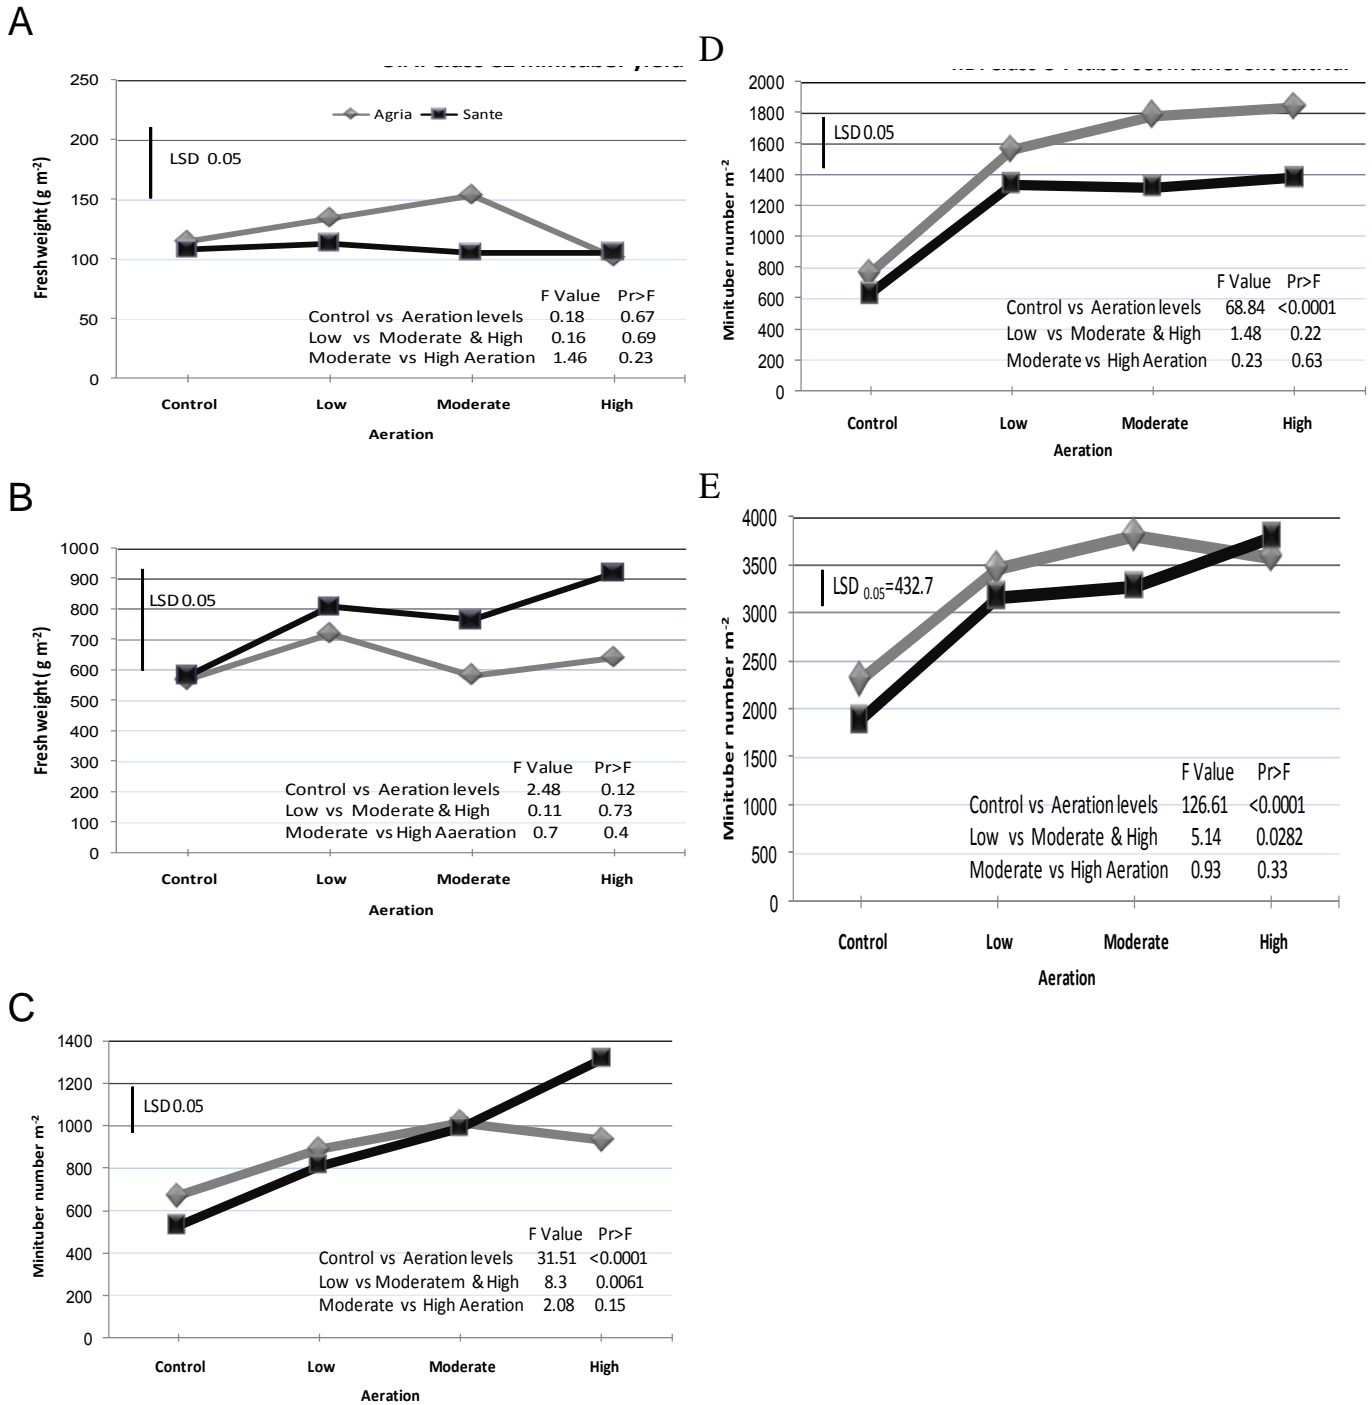 A
250
200
150
100
50
0
Agria
Sante
LSD 0.05
Fresh weight ( g m-2)
F Value Pr>F
Control vs Aeration levels 0.18 0.67
Low vs Moderate & High 0.16 0.69
Moderate vs High Aeration 1.46 0.23
Control Low Moderate High
Aeration
B
1000
900
800
700
600
500
400
300
200
100
0
LSD 0.05
Fresh weight ( g m-2)
F Value Pr>F
Control vs Aeration levels 2.48 0.12
Low vs Moderate & High 0.11 0.73
Moderate vs High Aaeration 0.7 0.4
Control Low Moderate High
Aeration
C
1400
1200
1000
800
600
400
200
0
LSD 0.05
Minituber number m-2
F Value Pr>F
Control vs Aeration levels 31.51 <0.0001
Low vs Moderatem & High 8.3 0.0061
Moderate vs High Aeration 2.08 0.15
Control Low Moderate High
Aeration
D
2000
1800
1600
1400
1200
1000
800
600
400
200
0
LSD 0.05
Minituber number m-2
F Value Pr>F
Control vs Aeration levels 68.84 <0.0001
Low vs Moderate & High 1.48 0.22
Moderate vs High Aeration 0.23 0.63
Control Low Moderate High
Aeration
E
4000
3500
3000
2500
2000
1500
1000
500
0
LSD 0.05=432.7
Minituber number m-2
F Value Pr>F
Control vs Aeration levels 126.61 <0.0001
Low vs Moderate & High 5.14 0.0282
Moderate vs High Aeration 0.93 0.33
Control Low Moderate High
Aeration